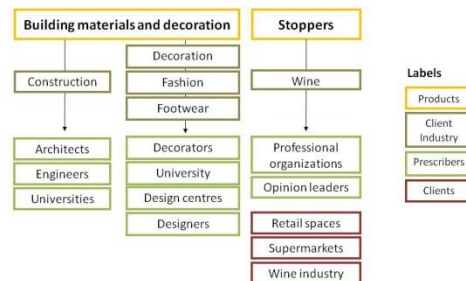 Building materials and decoration
Stoppers
Decoration
Construction
Fashion
Wine
Footwear
Architects
Engineers
Universities
Decorators
University
Design centres
Designers
Professional
organizations
Opinion leaders
Retail spaces
Supermarkets
Wine industry
Labels
Products
Client
Industry
Prescribers
Clients